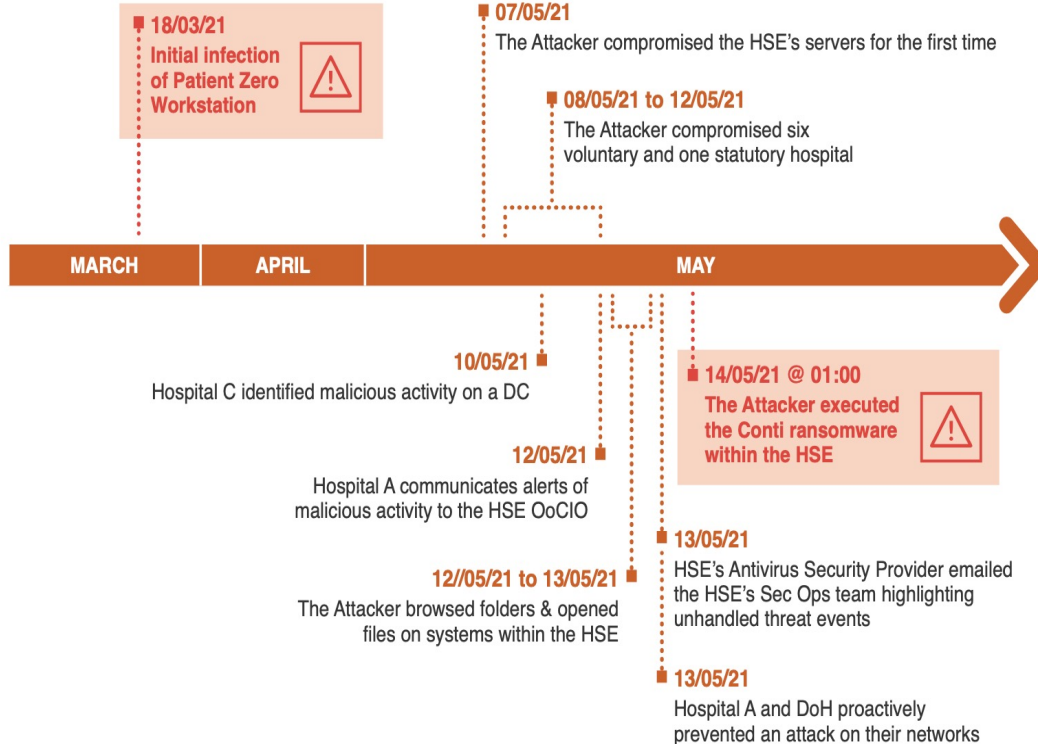 18/03/21
Initial infection
of Patient Zero
Workstation
07/05/21
The Attacker compromised the HSE's servers for the first time
08/05/21 to 12/05/21
The Attacker compromised six
voluntary and one statutory hospital
MARCH
APRIL
MAY
10/05/21
Hospital C identified malicious activity on a DC
12/05/21
Hospital A communicates alerts of
malicious activity to the HSE OoCIO
12//05/21 to 13/05/21
The Attacker browsed folders & opened
files on systems within the HSE
14/05/21 @ 01:00
The Attacker executed
the Conti ransomware
within the HSE
13/05/21
HSE's Antivirus Security Provider emailed
the HSE's Sec Ops team highlighting
unhandled threat events
13/05/21
Hospital A and DoH proactively
prevented an attack on their networks